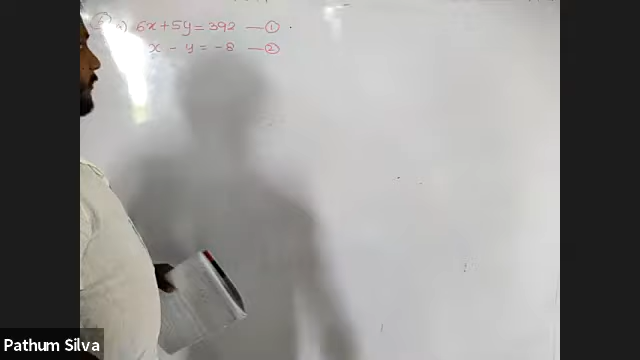 a) 6x+5y=392 —①
x - y = -8 —②
Pathum Silva